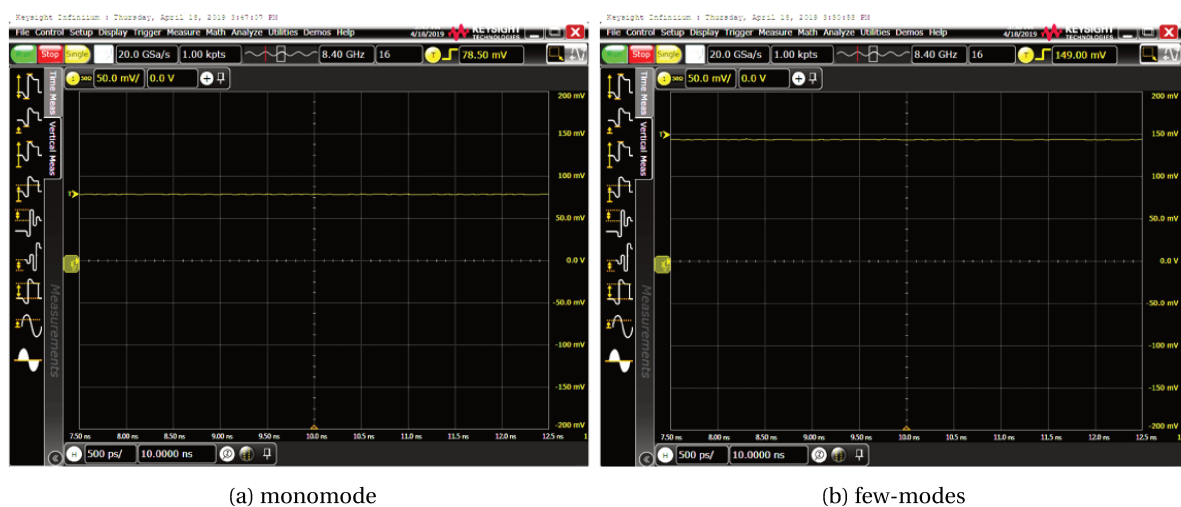 Keysight Infiniium : Thursday, April 18, 2019 3:47:07 PM
File Control Setup Display Trigger Measure Math Analyze Utilities Demos Help
4/18/2019
KEYSIGHT
TECHNOLOGIES
Stop Single 20.0 GSa/s 1.00 kpts 8.40 GHz 16 T 78.50 mV
1 50Ω 50.0 mV/ 0.0 V
Time Meas
Vertical Meas
Measurements
T
200 mV
150 mV
100 mV
50.0 mV
0.0 V
-50.0 mV
-100 mV
-150 mV
-200 mV
7.50 ns 8.00 ns 8.50 ns 9.00 ns 9.50 ns 10.0 ns 10.5 ns 11.0 ns 11.5 ns 12.0 ns 12.5 ns 1
H 500 ps/ 10.0000 ns
(a) monomode
File Control Setup Display Trigger Measure Math Analyze Utilities Demos Help
4/18/2019
KEYSIGHT
TECHNOLOGIES
Stop Single 20.0 GSa/s 1.00 kpts 8.40 GHz 16 T 149.00 mV
1 50Ω 50.0 mV/ 0.0 V
Time Meas
Vertical Meas
Measurements
T
200 mV
150 mV
100 mV
50.0 mV
0.0 V
-50.0 mV
-100 mV
-150 mV
-200 mV
7.50 ns 8.00 ns 8.50 ns 9.00 ns 9.50 ns 10.0 ns 10.5 ns 11.0 ns 11.5 ns 12.0 ns 12.5 ns 1
H 500 ps/ 10.0000 ns
(b) few-modes